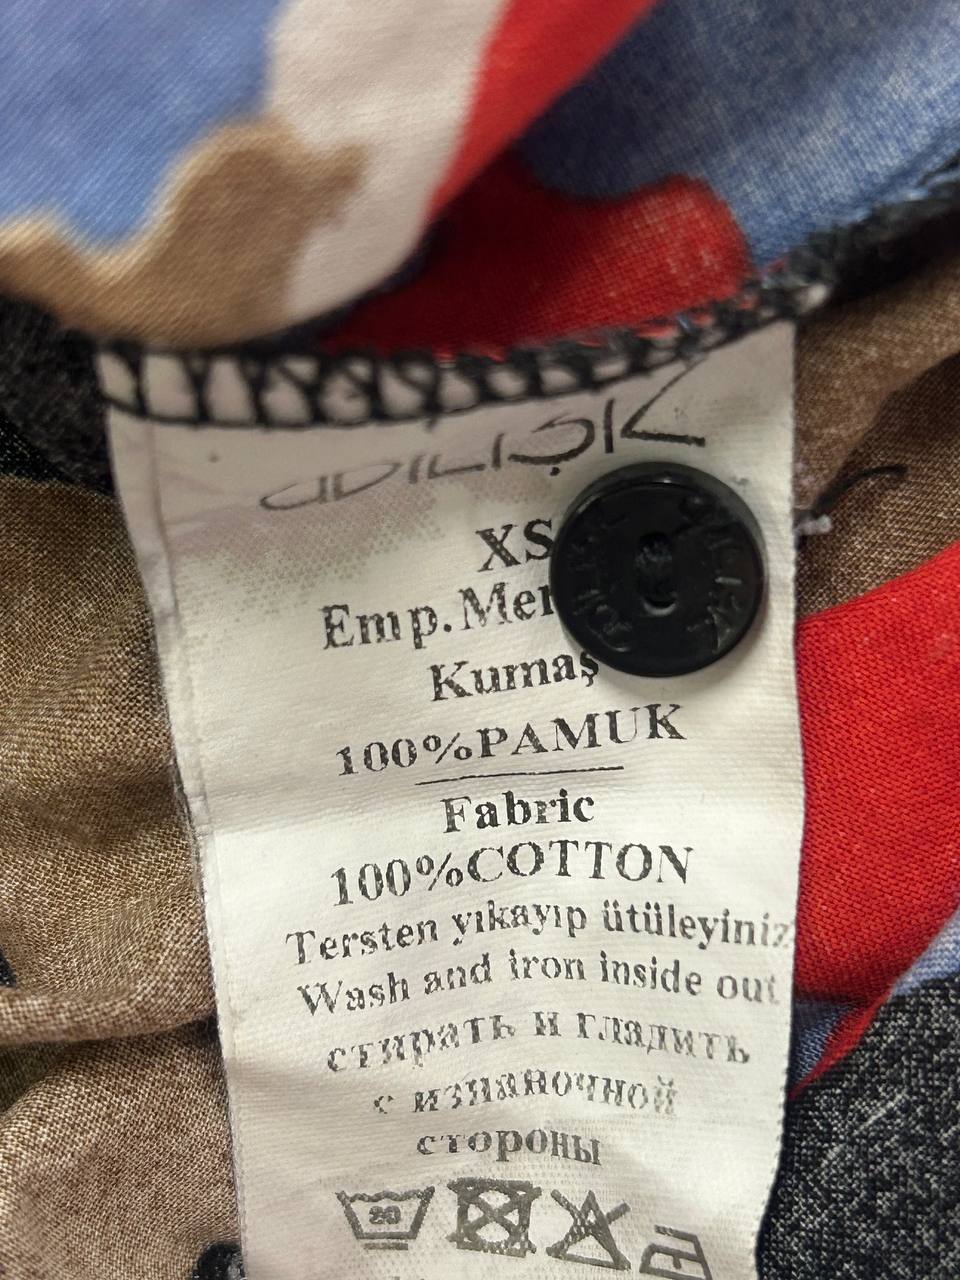 XS
Emp.Mer
Kumaş
100%PAMUK
Fabric
100%COTTON
Tersten yıkayıp ütüleyiniz
Wash and iron inside out
стирать и гладить
с изнаночной
стороны